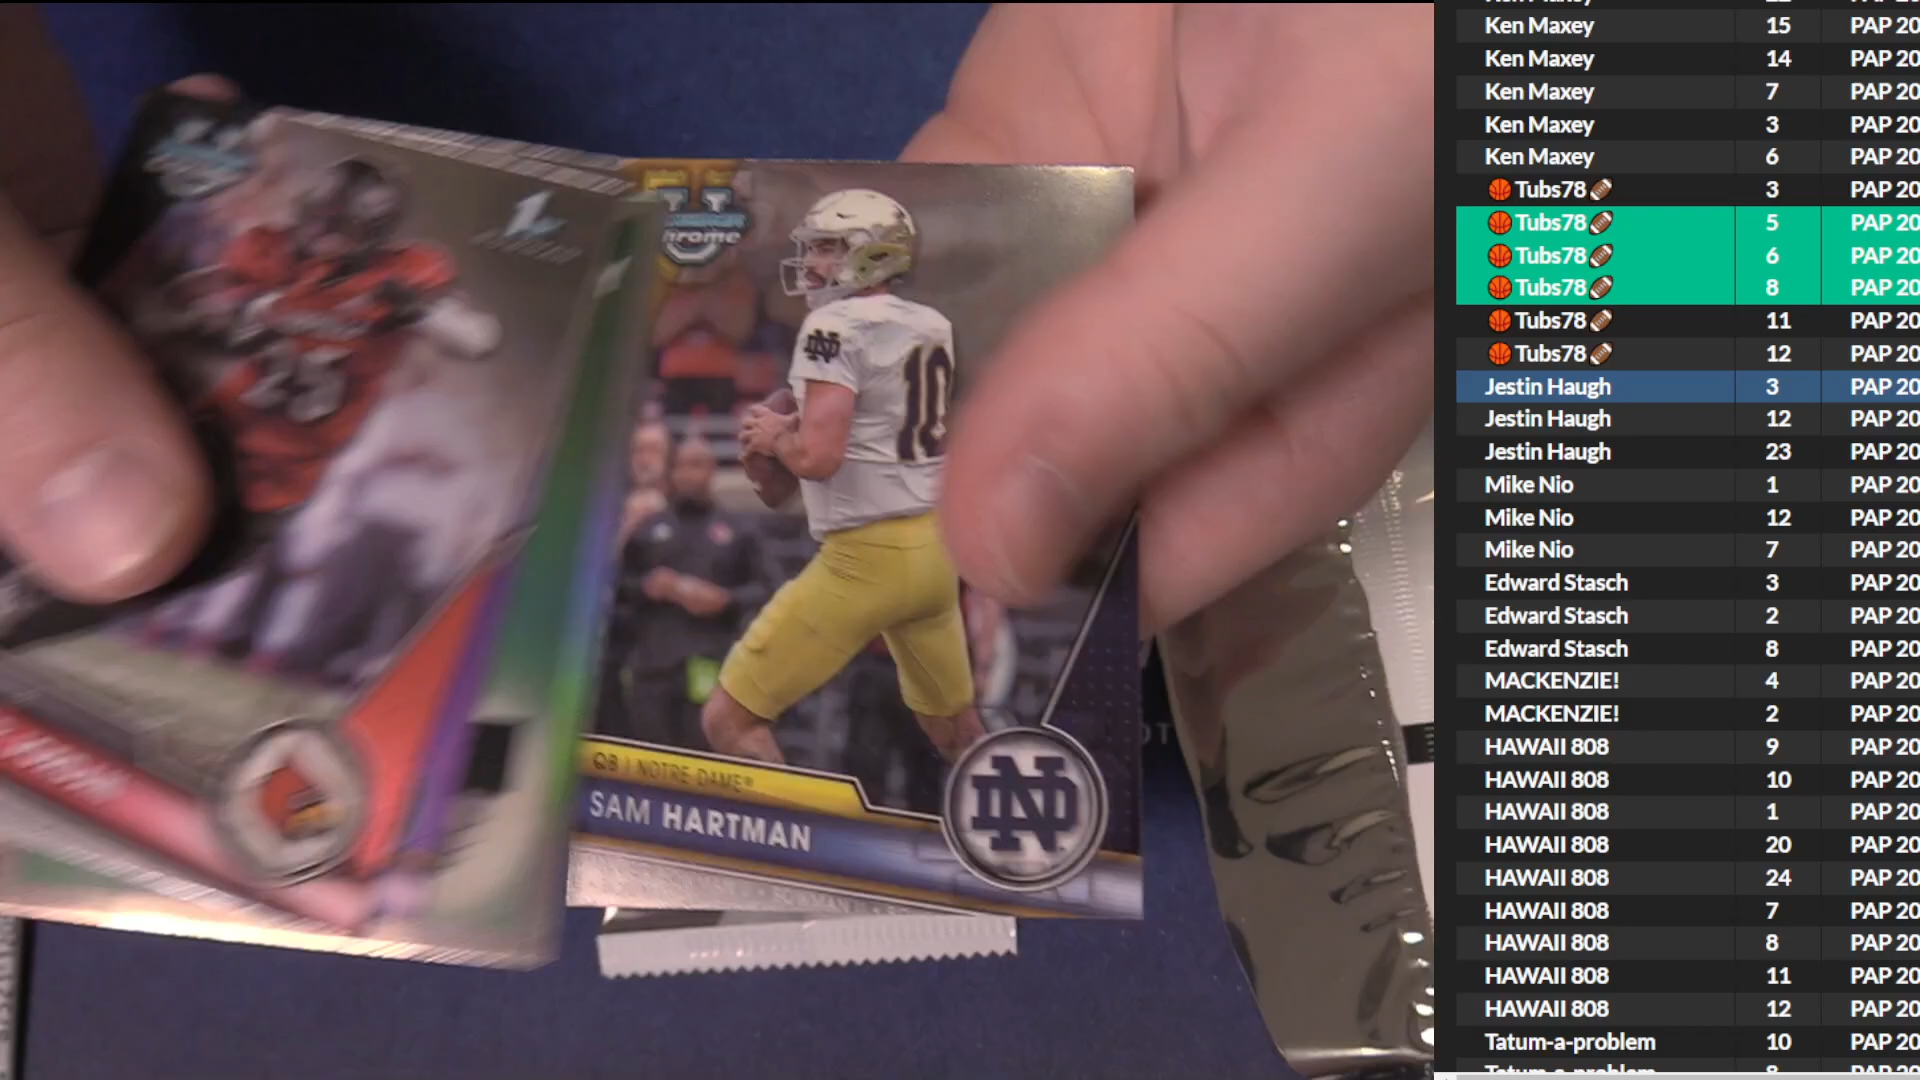 U
Chrome
1st
10
ND
QB | NOTRE DAME®
SAM HARTMAN
ND
Ken Maxey 15 PAP 20
Ken Maxey 14 PAP 20
Ken Maxey 7 PAP 20
Ken Maxey 3 PAP 20
Ken Maxey 6 PAP 20
🏀 Tubs78🏈 3 PAP 20
🏀 Tubs78🏈 5 PAP 20
🏀 Tubs78🏈 6 PAP 20
🏀 Tubs78🏈 8 PAP 20
🏀 Tubs78🏈 11 PAP 20
🏀 Tubs78🏈 12 PAP 20
Jestin Haugh 3 PAP 20
Jestin Haugh 12 PAP 20
Jestin Haugh 23 PAP 20
Mike Nio 1 PAP 20
Mike Nio 12 PAP 20
Mike Nio 7 PAP 20
Edward Stasch 3 PAP 20
Edward Stasch 2 PAP 20
Edward Stasch 8 PAP 20
MACKENZIE! 4 PAP 20
MACKENZIE! 2 PAP 20
HAWAII 808 9 PAP 20
HAWAII 808 10 PAP 20
HAWAII 808 1 PAP 20
HAWAII 808 20 PAP 20
HAWAII 808 24 PAP 20
HAWAII 808 7 PAP 20
HAWAII 808 8 PAP 20
HAWAII 808 11 PAP 20
HAWAII 808 12 PAP 20
Tatum-a-problem 10 PAP 20